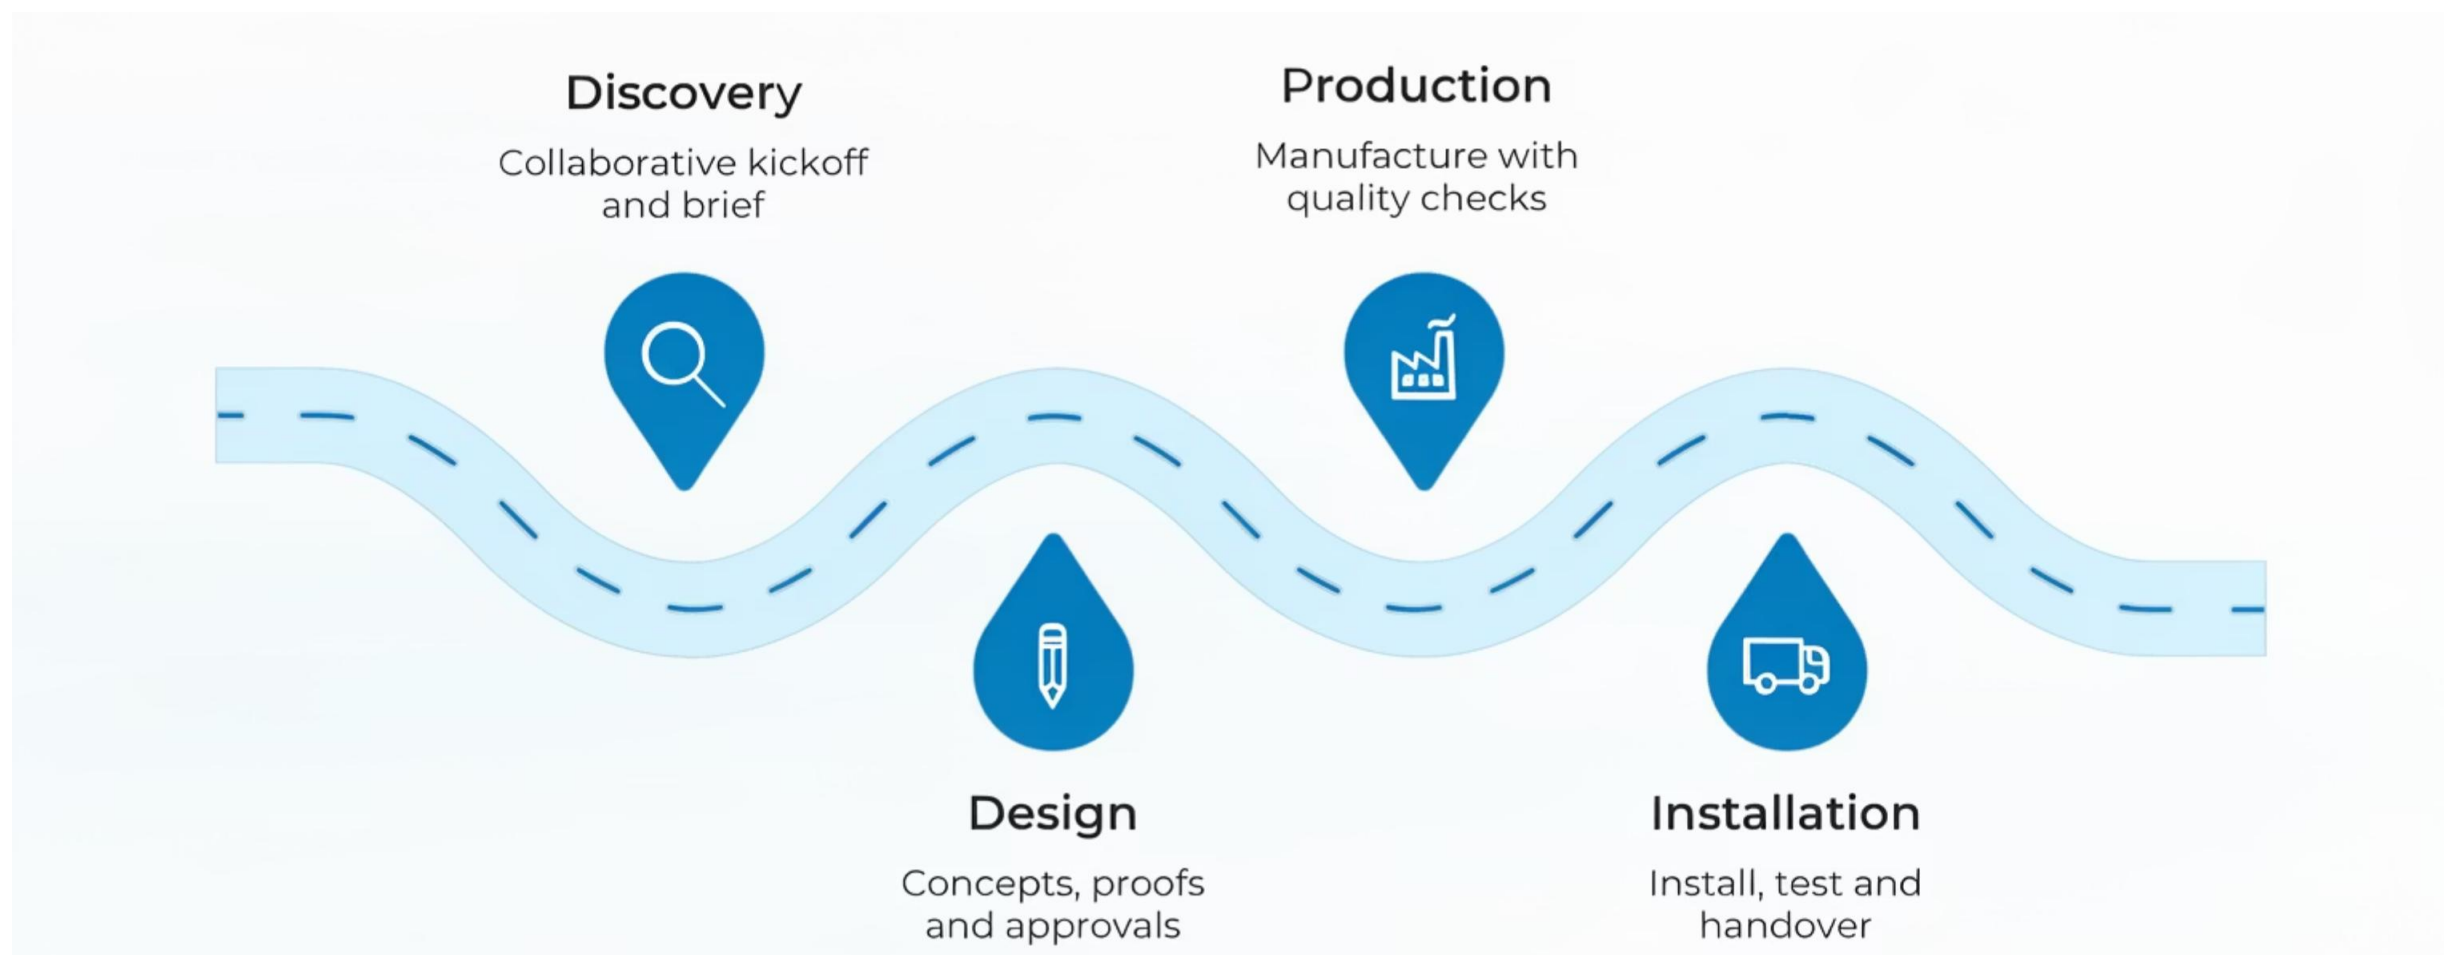 Discovery
Collaborative kickoff
and brief
Design
Concepts, proofs
and approvals
Production
Manufacture with
quality checks
Installation
Install, test and
handover